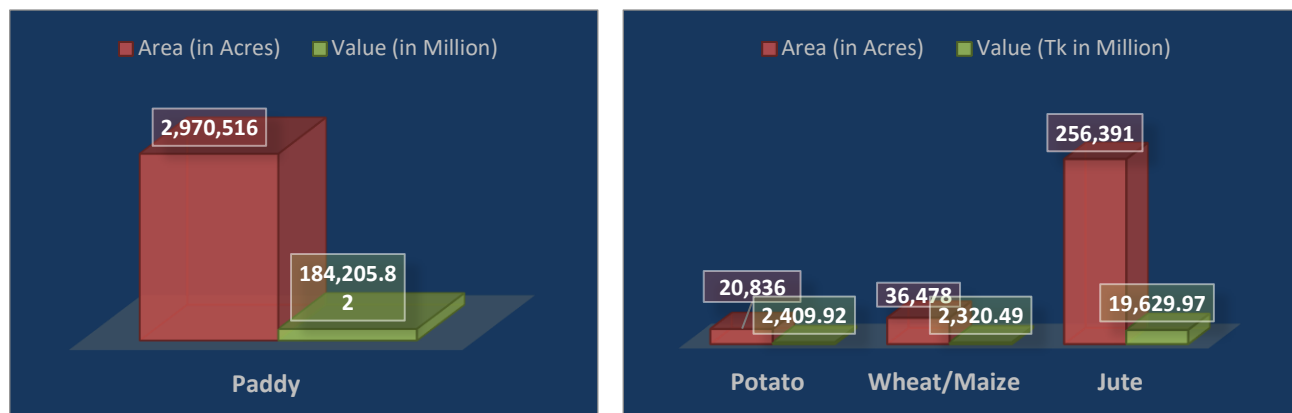 Area (in Acres) Value (in Million)
2,970,516
184,205.8
2
Paddy
Area (in Acres) Value (Tk in Million)
256,391
20,836
36,478
19,629.97
2,409.92
2,320.49
Potato Wheat/Maize Jute